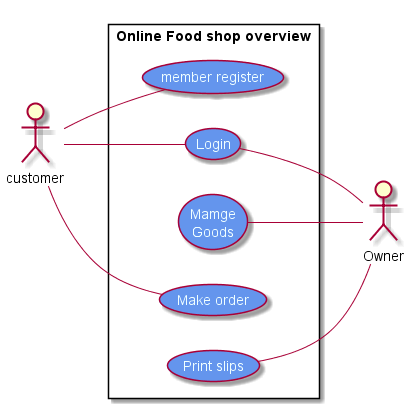 Online Food shop overview
member register
customer
Login
Mamge
Goods
Owner
Make order
Print slips